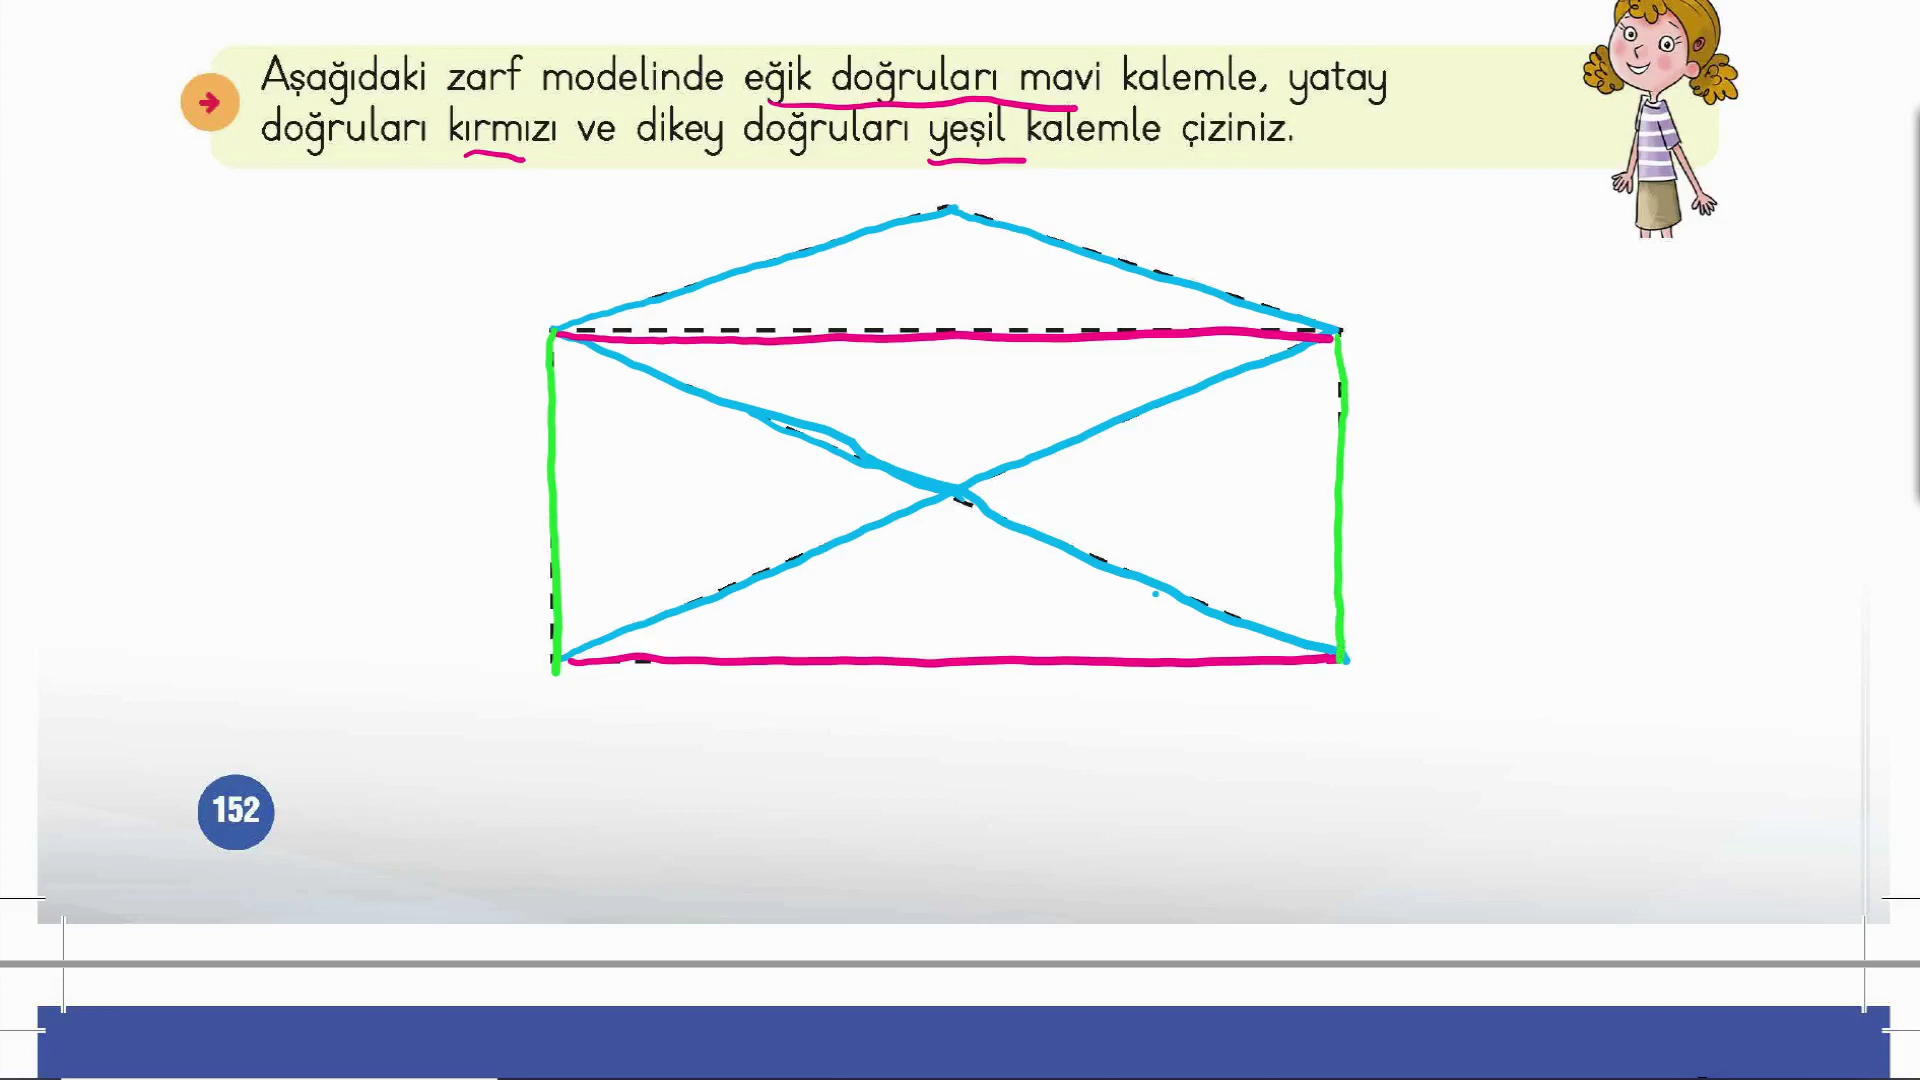 Aşağıdaki zarf modelinde eğik doğruları mavi kalemle, yatay
doğruları kırmızı ve dikey doğruları yeşil kalemle çiziniz.
152